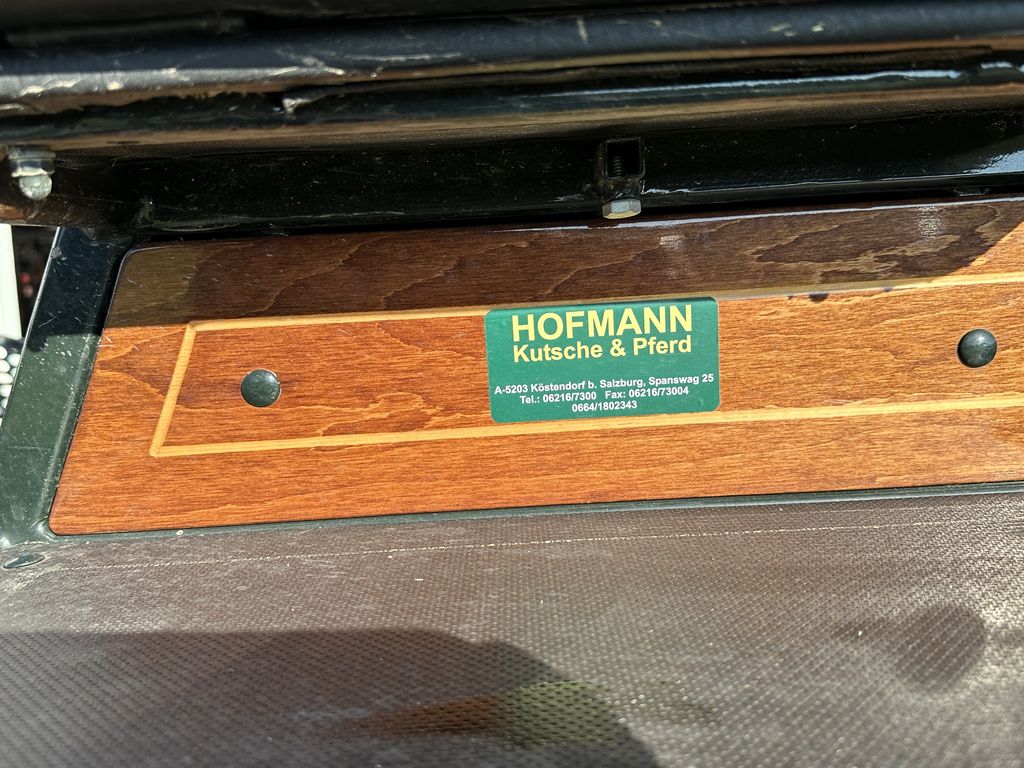 HOFMANN
Kutsche & Pferd
A-5203 Köstendorf b. Salzburg, Spanswag 25
Tel.: 06216/7300 Fax: 06216/73004
0664/1802343